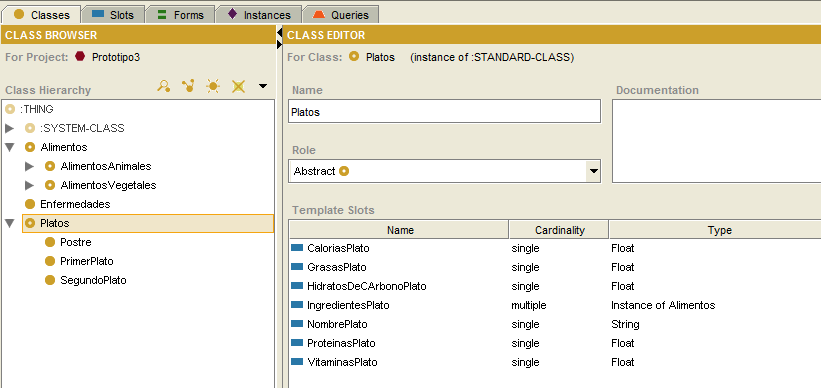 Classes Slots Forms Instances Queries
CLASS BROWSER
For Project: Prototipo3
Class Hierarchy
:THING
:SYSTEM-CLASS
Alimentos
AlimentosAnimales
AlimentosVegetales
Enfermedades
Platos
Postre
PrimerPlato
SegundoPlato
CLASS EDITOR
For Class: Platos (instance of :STANDARD-CLASS)
Name Documentation
Platos
Role
Abstract
Template Slots
Name Cardinality Type
CaloriasPlato single Float
GrasasPlato single Float
HidratosDeCArbonoPlato single Float
IngredientesPlato multiple Instance of Alimentos
NombrePlato single String
ProteinasPlato single Float
VitaminasPlato single Float